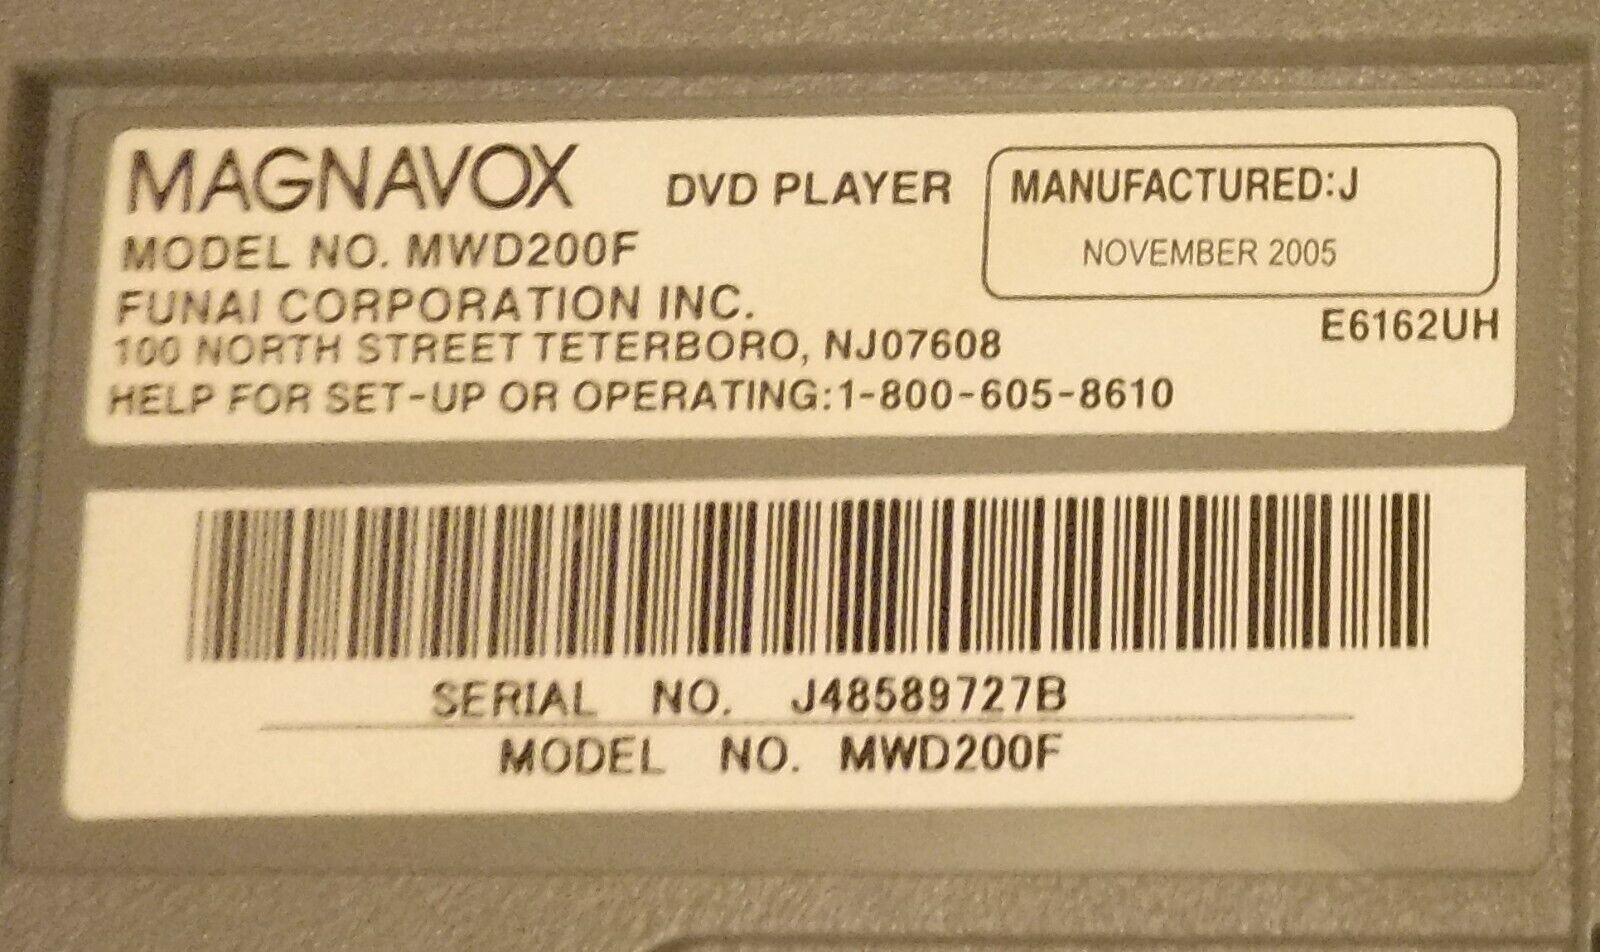 MAGNAVOX DVD PLAYER
MANUFACTURED:J
NOVEMBER 2005
MODEL NO. MWD200F
FUNAI CORPORATION INC.
E6162UH
100 NORTH STREET TETERBORO, NJ07608
HELP FOR SET-UP OR OPERATING:1-800-605-8610
SERIAL NO. J48589727B
MODEL NO. MWD200F